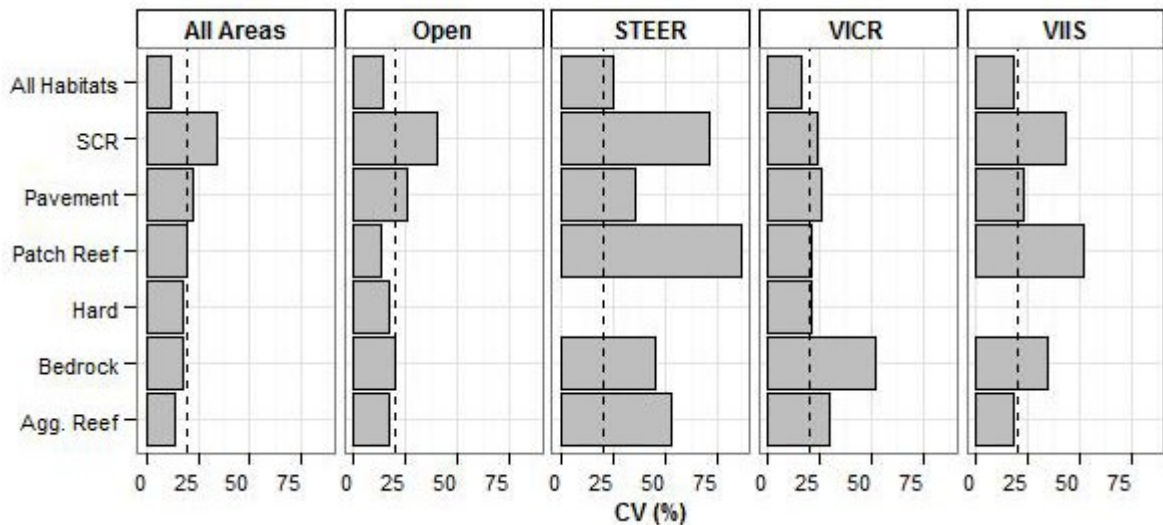 All Areas Open STEER VICR VIIS
All Habitats
SCR
Pavement
Patch Reef
Hard
Bedrock
Agg. Reef
0 25 50 75 0 25 50 75 0 25 50 75 0 25 50 75 0 25 50 75
CV (%)